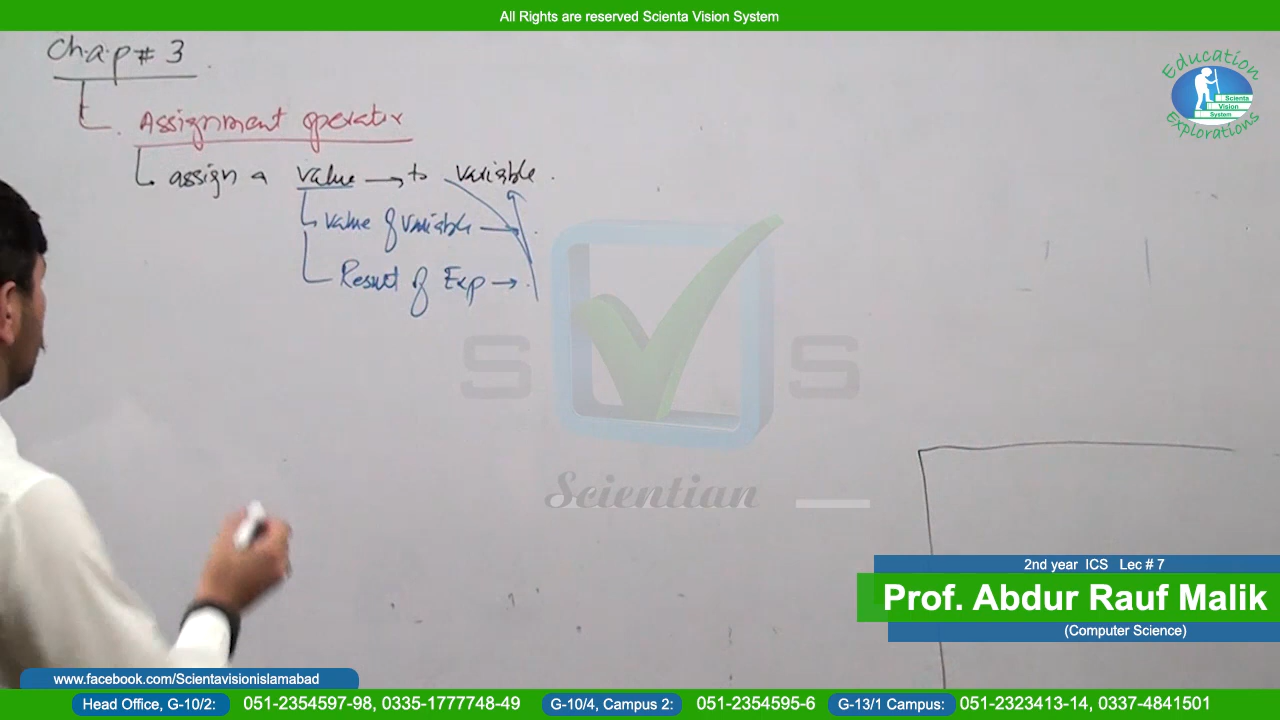 All Rights are reserved Scienta Vision System
Chap # 3
Assignment operator
assign a value → to variable.
value of variable →
Result of Exp →
Education
Scienta
Vision
System
Explorations
S S
Scientian
2nd year ICS Lec # 7
Prof. Abdur Rauf Malik
(Computer Science)
www.facebook.com/Scientavisionislamabad
Head Office, G-10/2: 051-2354597-98, 0335-1777748-49 G-10/4, Campus 2: 051-2354595-6 G-13/1 Campus: 051-2323413-14, 0337-4841501